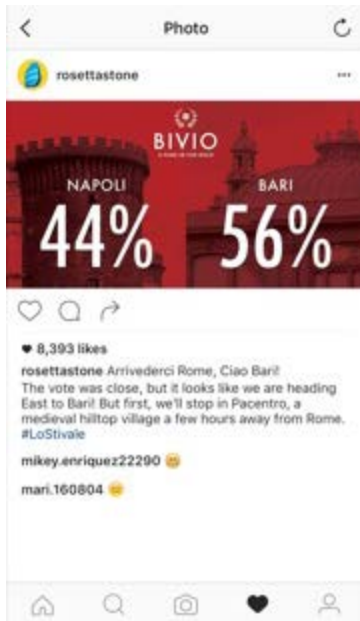 Photo
rosettastone
BIVIO
NAPOLI BARI
44% 56%
8,393 likes
rosettastone Arrivederci Rome, Ciao Bari!
The vote was close, but it looks like we are heading
East to Bari! But first, we'll stop in Pacentro, a
medieval hilltop village a few hours away from Rome.
#LoStivale
mikey.enriquez22290
mari.160804